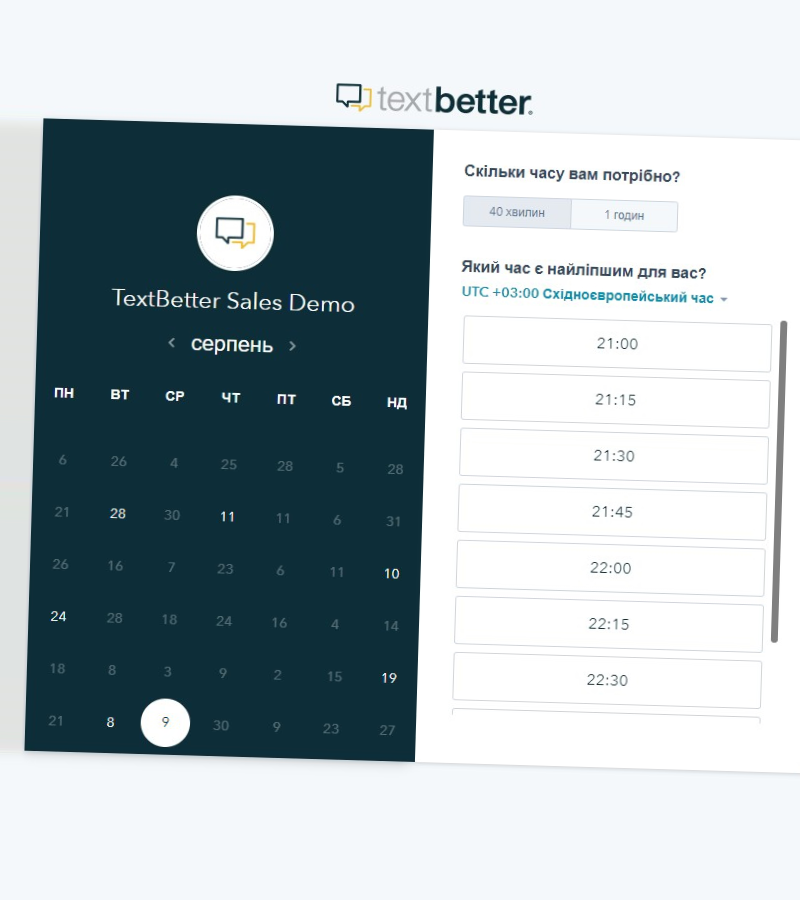 textbetter.
TextBetter Sales Demo
серпень
ПН ВТ СР ЧТ ПТ СБ НД
6 26 4 25 28 5 28
21 28 30 11 11 6 31
26 16 7 23 6 11 10
24 28 18 24 16 4 14
18 8 3 9 2 15 19
21 8 9 30 9 23 27
Скільки часу вам потрібно?
40 хвилин 1 годин
Який час є найліпшим для вас?
UTC +03:00 Східноєвропейський час
21:00
21:15
21:30
21:45
22:00
22:15
22:30